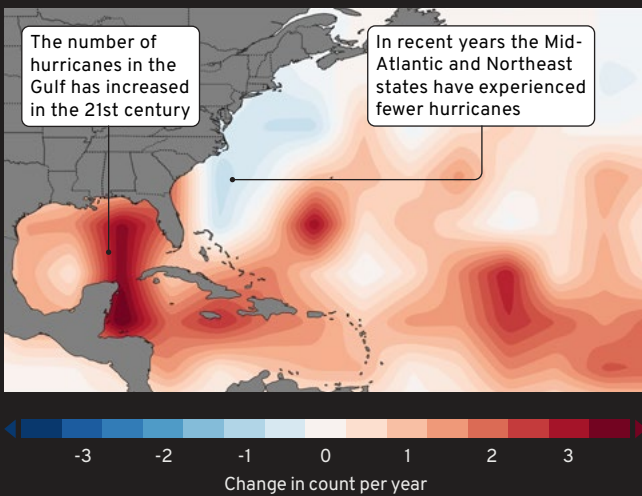 The number of
hurricanes in the
Gulf has increased
in the 21st century
In recent years the Mid-
Atlantic and Northeast
states have experienced
fewer hurricanes
-3 -2 -1 0 1 2 3
Change in count per year